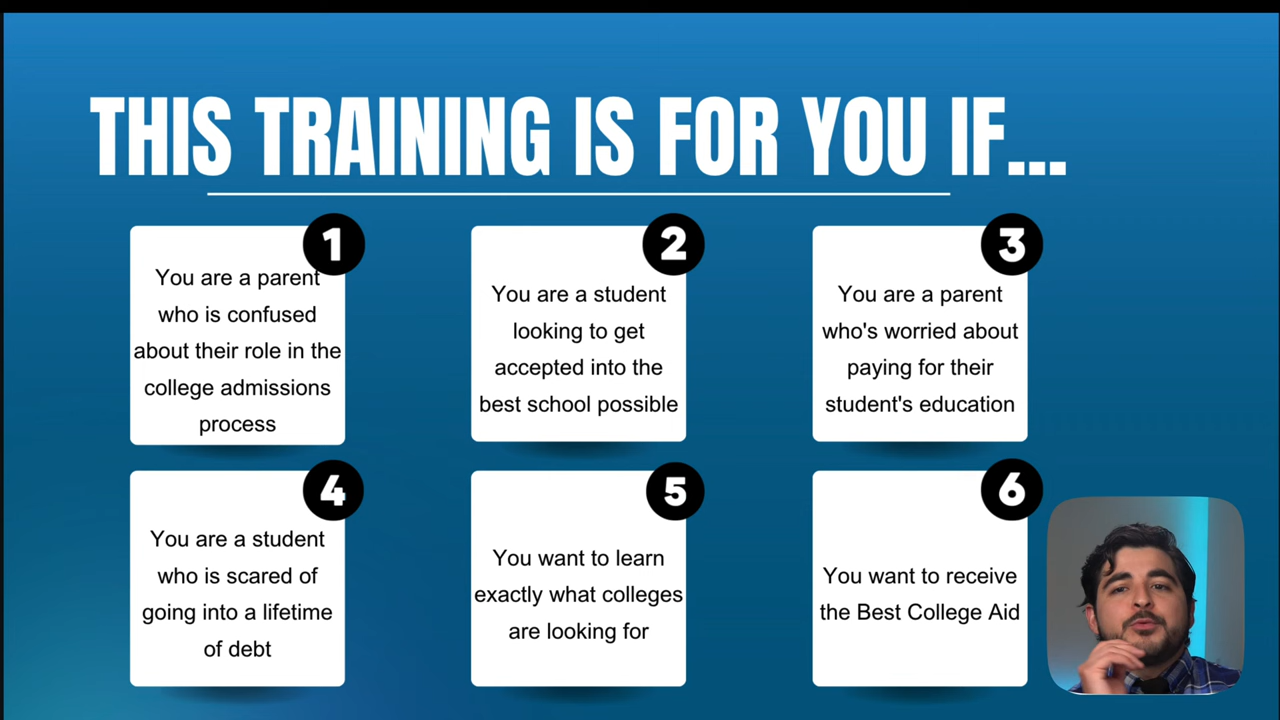 THIS TRAINING IS FOR YOU IF...
1
You are a parent
who is confused
about their role in the
college admissions
process
2
You are a student
looking to get
accepted into the
best school possible
3
You are a parent
who's worried about
paying for their
student's education
4
You are a student
who is scared of
going into a lifetime
of debt
5
You want to learn
exactly what colleges
are looking for
6
You want to receive
the Best College Aid